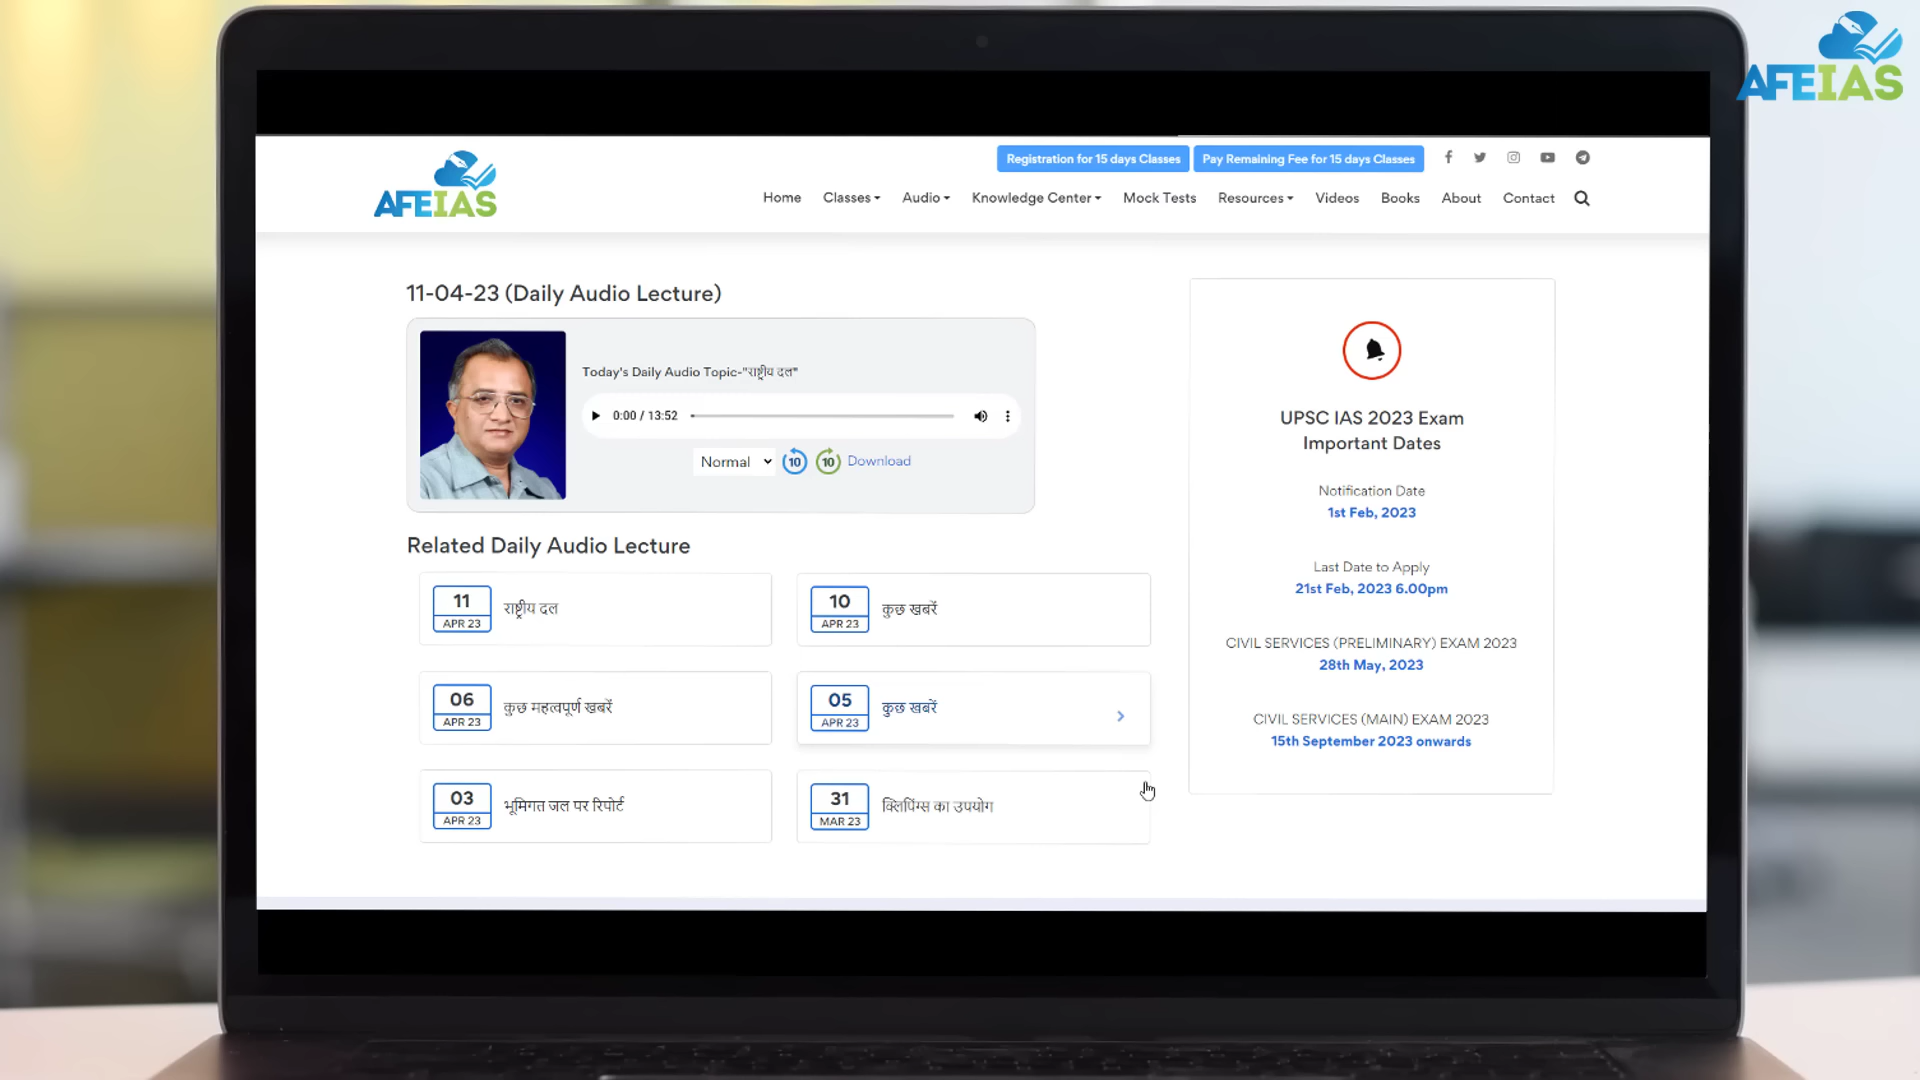 AFEIAS
Registration for 15 days Classes
Pay Remaining Fee for 15 days Classes
AFEIAS
Home
Classes
Audio
Knowledge Center
Mock Tests
Resources
Videos
Books
About
Contact
11-04-23 (Daily Audio Lecture)
Today's Daily Audio Topic-"राष्ट्रीय दल"
0:00 / 13:52
Normal
10
10
Download
Related Daily Audio Lecture
11
APR 23
राष्ट्रीय दल
10
APR 23
कुछ खबरें
06
APR 23
कुछ महत्वपूर्ण खबरें
05
APR 23
कुछ खबरें
03
APR 23
भूमिगत जल पर रिपोर्ट
31
MAR 23
क्लिपिंग्स का उपयोग
UPSC IAS 2023 Exam
Important Dates
Notification Date
1st Feb, 2023
Last Date to Apply
21st Feb, 2023 6.00pm
CIVIL SERVICES (PRELIMINARY) EXAM 2023
28th May, 2023
CIVIL SERVICES (MAIN) EXAM 2023
15th September 2023 onwards